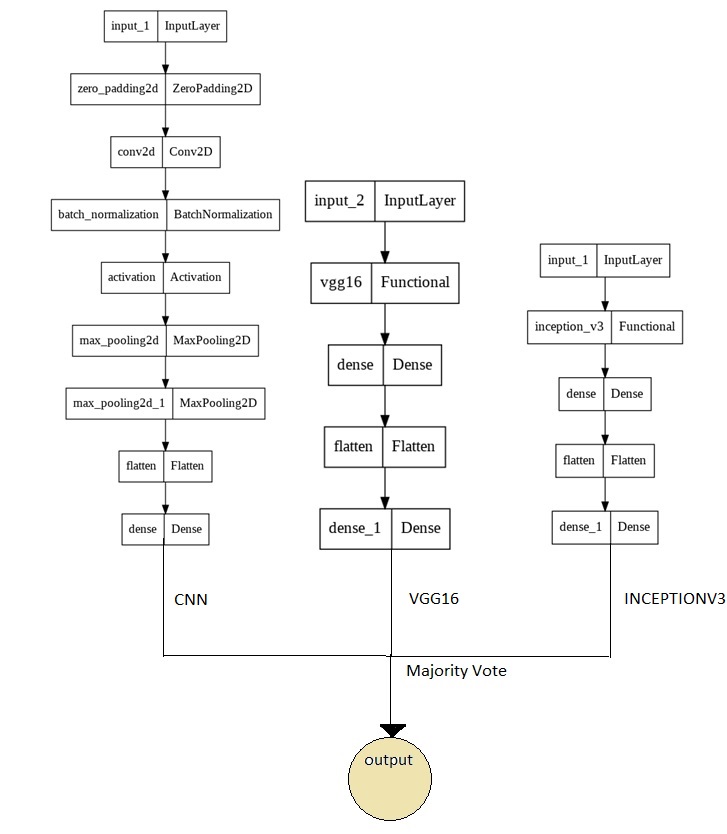 input_1 InputLayer
zero_padding2d ZeroPadding2D
conv2d Conv2D
batch_normalization BatchNormalization
activation Activation
max_pooling2d MaxPooling2D
max_pooling2d_1 MaxPooling2D
flatten Flatten
dense Dense
CNN
input_2 InputLayer
vgg16 Functional
dense Dense
flatten Flatten
dense_1 Dense
VGG16
input_1 InputLayer
inception_v3 Functional
dense Dense
flatten Flatten
dense_1 Dense
INCEPTIONV3
Majority Vote
output